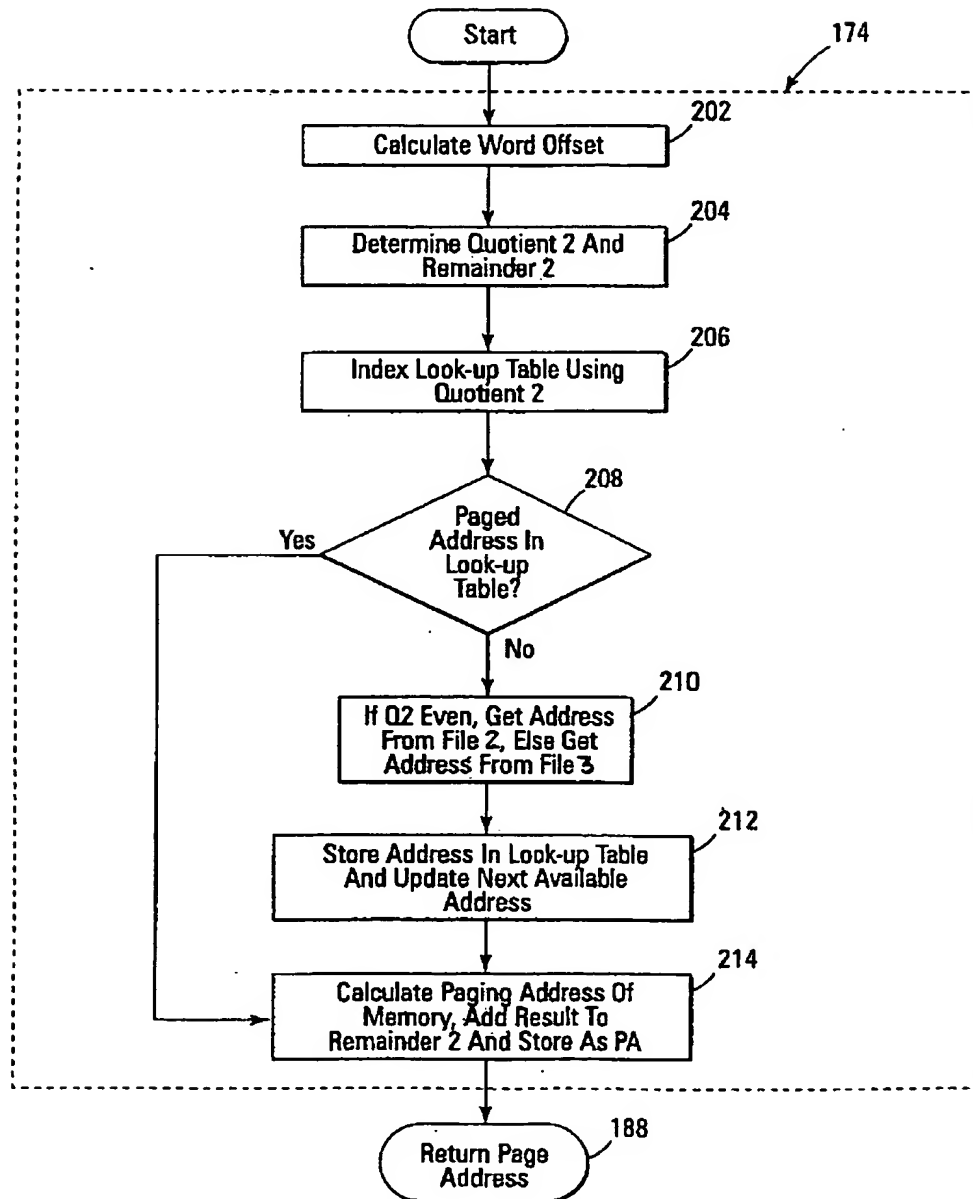 Start
174
202
Calculate Word Offset
204
Determine Quotient 2 And
Remainder 2
206
Index Look-up Table Using
Quotient 2
208
Paged
Address In
Look-up
Table?
Yes
No
210
If Q2 Even, Get Address
From File 2, Else Get
Address From File 3
212
Store Address In Look-up Table
And Update Next Available
Address
214
Calculate Paging Address Of
Memory, Add Result To
Remainder 2 And Store As PA
188
Return Page
Address